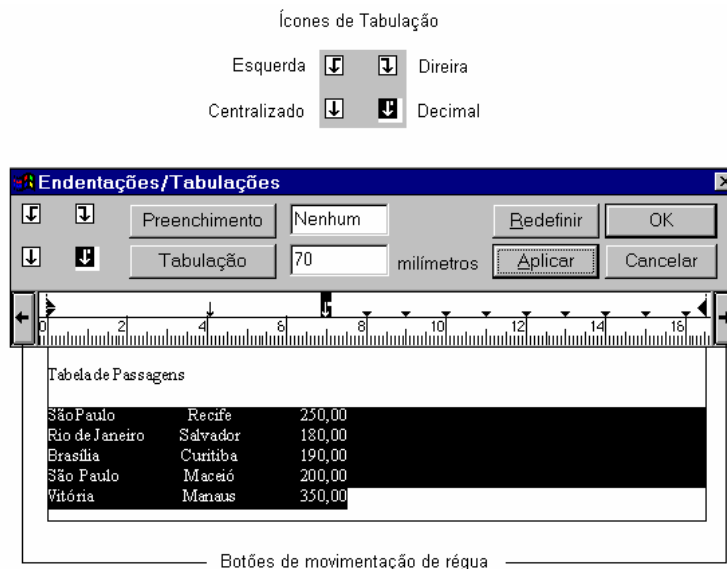 Ícones de Tabulação
Esquerda Direira
Centralizado Decimal
Endentações/Tabulações
Preenchimento Nenhum Redefinir OK
Tabulação 70 milímetros Aplicar Cancelar
0 2 4 6 8 10 12 14 16
Tabela de Passagens
São Paulo Recife 250,00
Rio de Janeiro Salvador 180,00
Brasília Curitiba 190,00
São Paulo Maceió 200,00
Vitória Manaus 350,00
Botões de movimentação de régua